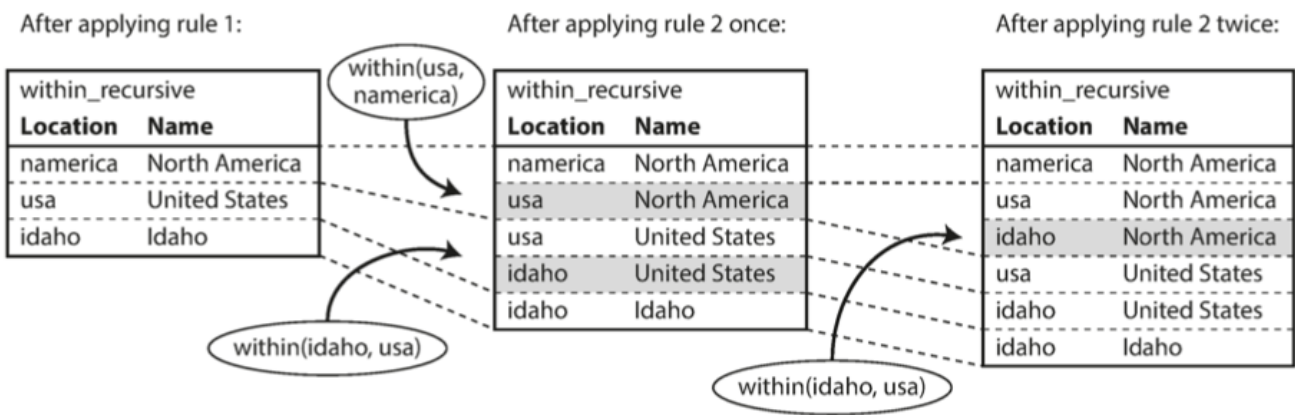 After applying rule 1:
After applying rule 2 once:
After applying rule 2 twice:
within(usa,
namerica)
within_recursive
Location Name
namerica North America
usa United States
idaho Idaho
within(idaho, usa)
within_recursive
Location Name
namerica North America
usa North America
usa United States
idaho United States
idaho Idaho
within(idaho, usa)
within_recursive
Location Name
namerica North America
usa North America
idaho North America
usa United States
idaho United States
idaho Idaho